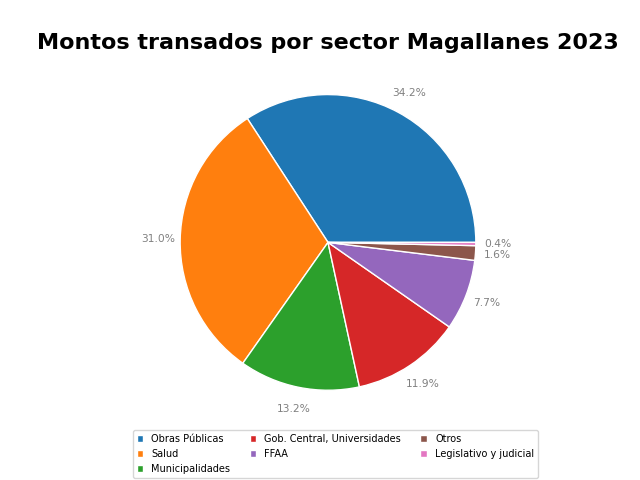 Montos transados por sector Magallanes 2023
34.2%
31.0%
0.4%
1.6%
7.7%
11.9%
13.2%
Obras Públicas
Salud
Municipalidades
Gob. Central, Universidades
FFAA
Otros
Legislativo y judicial